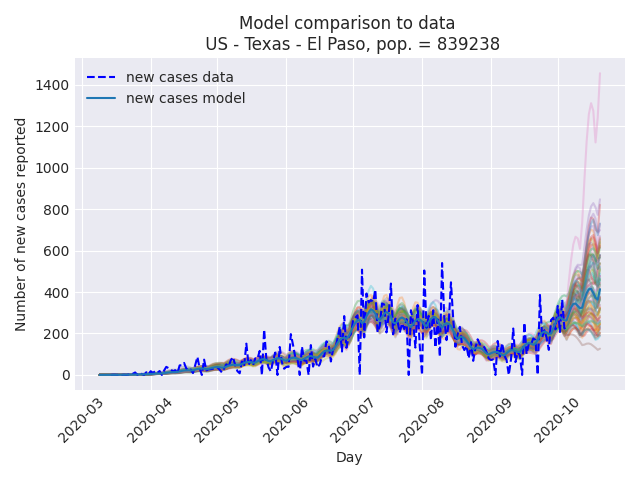 Model comparison to data
US - Texas - El Paso, pop. = 839238
new cases data
new cases model
Number of new cases reported
1400
1200
1000
800
600
400
200
0
2020-03
2020-04
2020-05
2020-06
2020-07
2020-08
2020-09
2020-10
Day